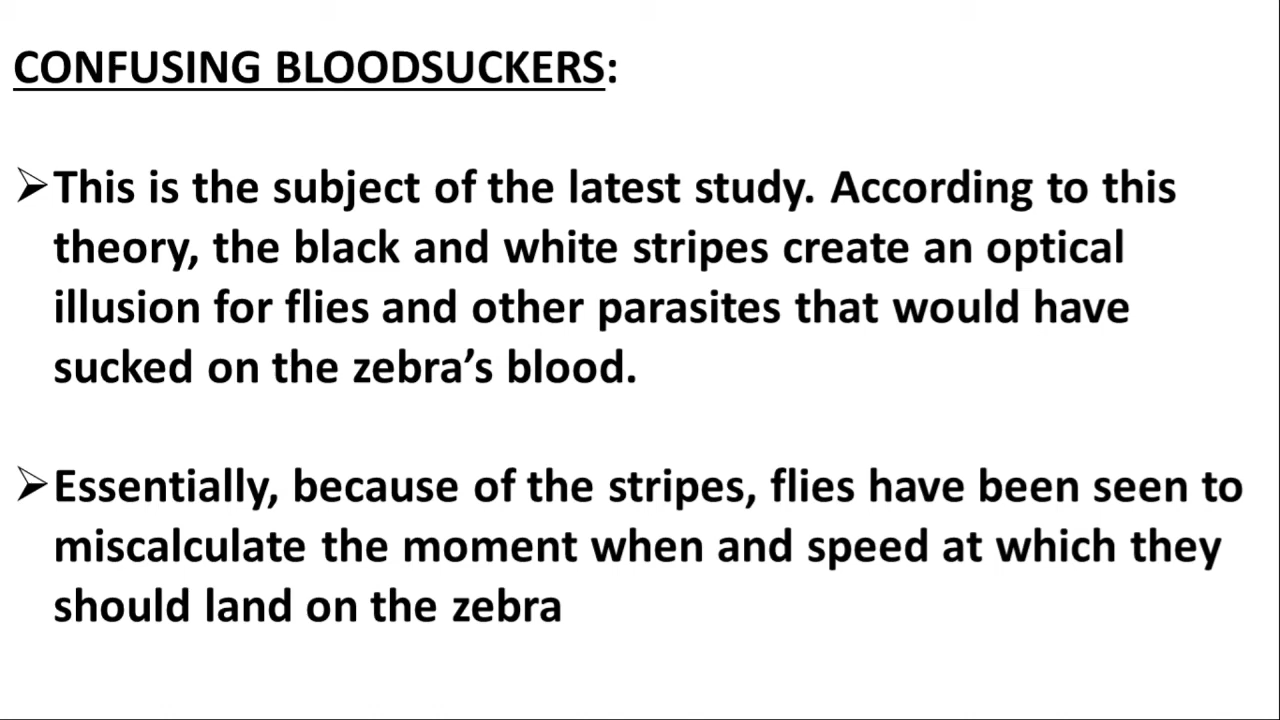 CONFUSING BLOODSUCKERS:
➢This is the subject of the latest study. According to this
theory, the black and white stripes create an optical
illusion for flies and other parasites that would have
sucked on the zebra’s blood.
➢Essentially, because of the stripes, flies have been seen to
miscalculate the moment when and speed at which they
should land on the zebra